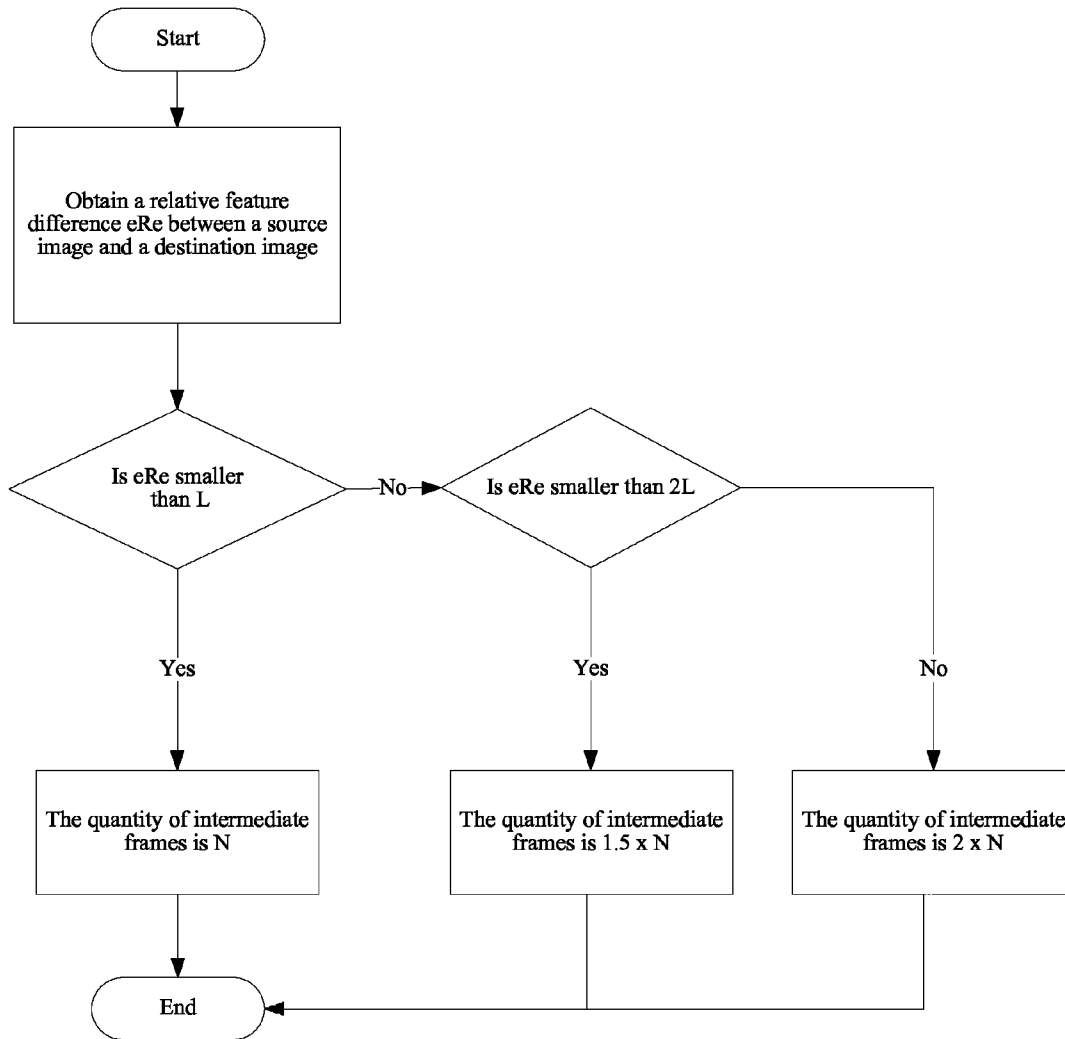 Start
Obtain a relative feature
difference eRe between a source
image and a destination image
Is eRe smaller
than L
No
Is eRe smaller than 2L
Yes
Yes
No
The quantity of intermediate
frames is N
The quantity of intermediate
frames is 1.5 x N
The quantity of intermediate
frames is 2 x N
End